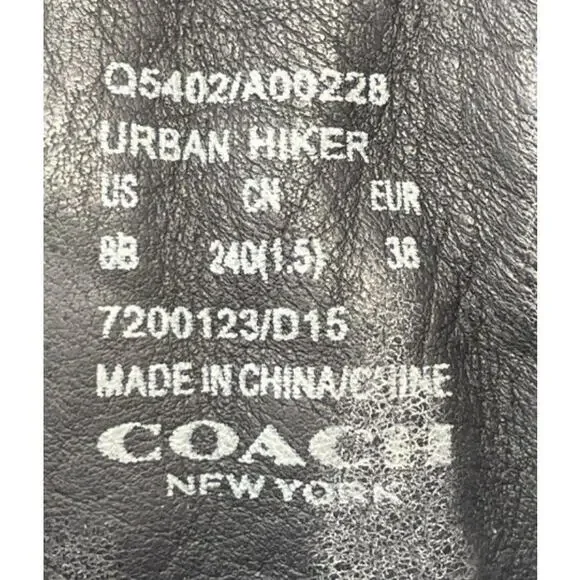 Q5402/A00228
URBAN HIKER
US CN EUR
8B 240(1.5) 38
7200123/D15
MADE IN CHINA/CHINE
COACH
NEW YORK